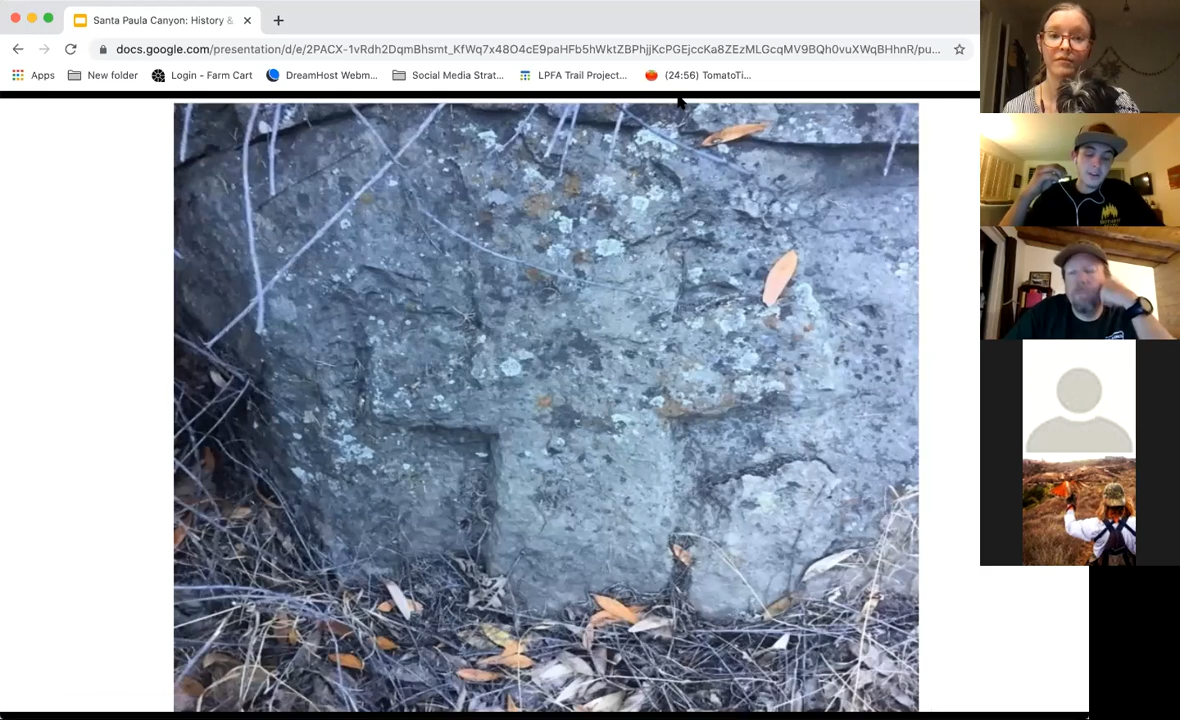 Santa Paula Canyon: History &
docs.google.com/presentation/d/e/2PACX-1vRdh2DqmBhsmt_KfWq7x48O4cE9paHFb5hWktZBPhjjKcPGEjccKa8ZEzMLGcqMV9BQh0vuXWqBHhnR/pu...
Apps New folder Login - Farm Cart DreamHost Webm... Social Media Strat... LPFA Trail Project... (24:56) TomatoTi...